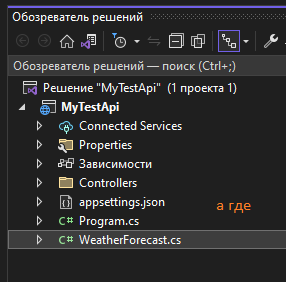 Обозреватель решений
Обозреватель решений — поиск (Ctrl+;)
Решение "MyTestApi" (1 проекта 1)
MyTestApi
Connected Services
Properties
Зависимости
Controllers
appsettings.json
а где
C# Program.cs
C# WeatherForecast.cs